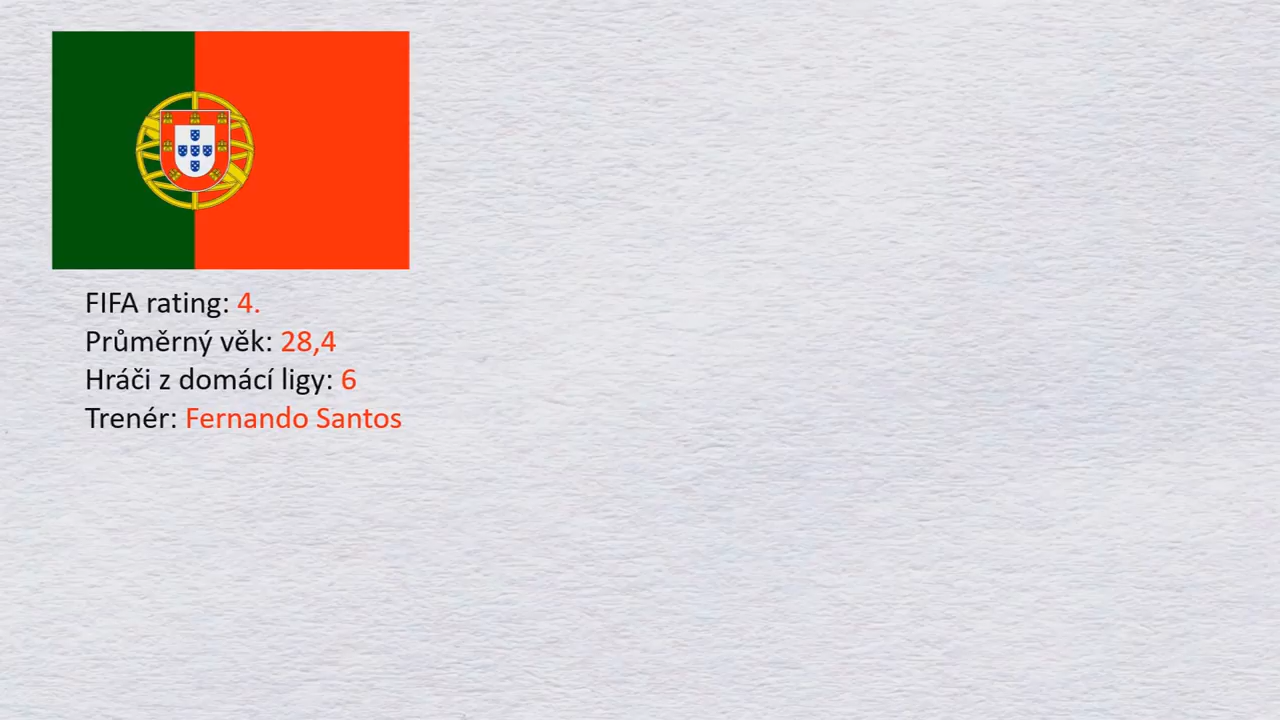 FIFA rating: 4.
Průměrný věk: 28,4
Hráči z domácí ligy: 6
Trenér: Fernando Santos